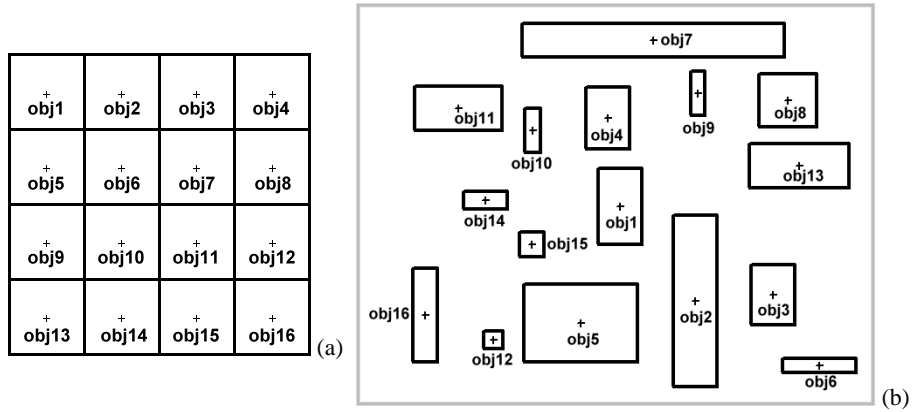 obj1 obj2 obj3 obj4
obj5 obj6 obj7 obj8
obj9 obj10 obj11 obj12
obj13 obj14 obj15 obj16
(a)
obj7
obj11
obj4
obj9
obj8
obj10
obj13
obj14
obj1
obj15
obj16
obj2
obj3
obj5
obj12
obj6
(b)